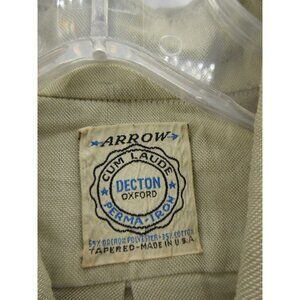 ARROW
CUM LAUDE
DECTON
OXFORD
PERMA-IRON
65% DACRON POLYESTER • 35% COTTON
TAPERED-MADE IN U.S.A